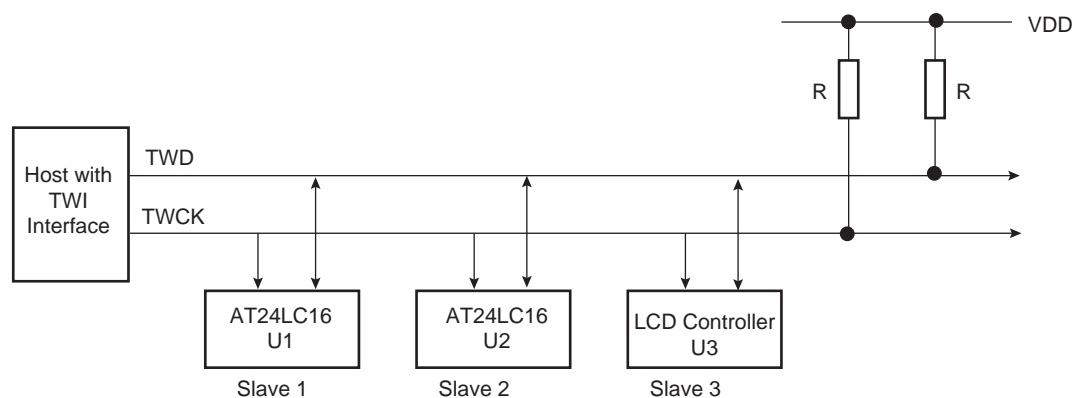 VDD
R
R
Host with
TWI
Interface
TWD
TWCK
AT24LC16
U1
AT24LC16
U2
LCD Controller
U3
Slave 1
Slave 2
Slave 3